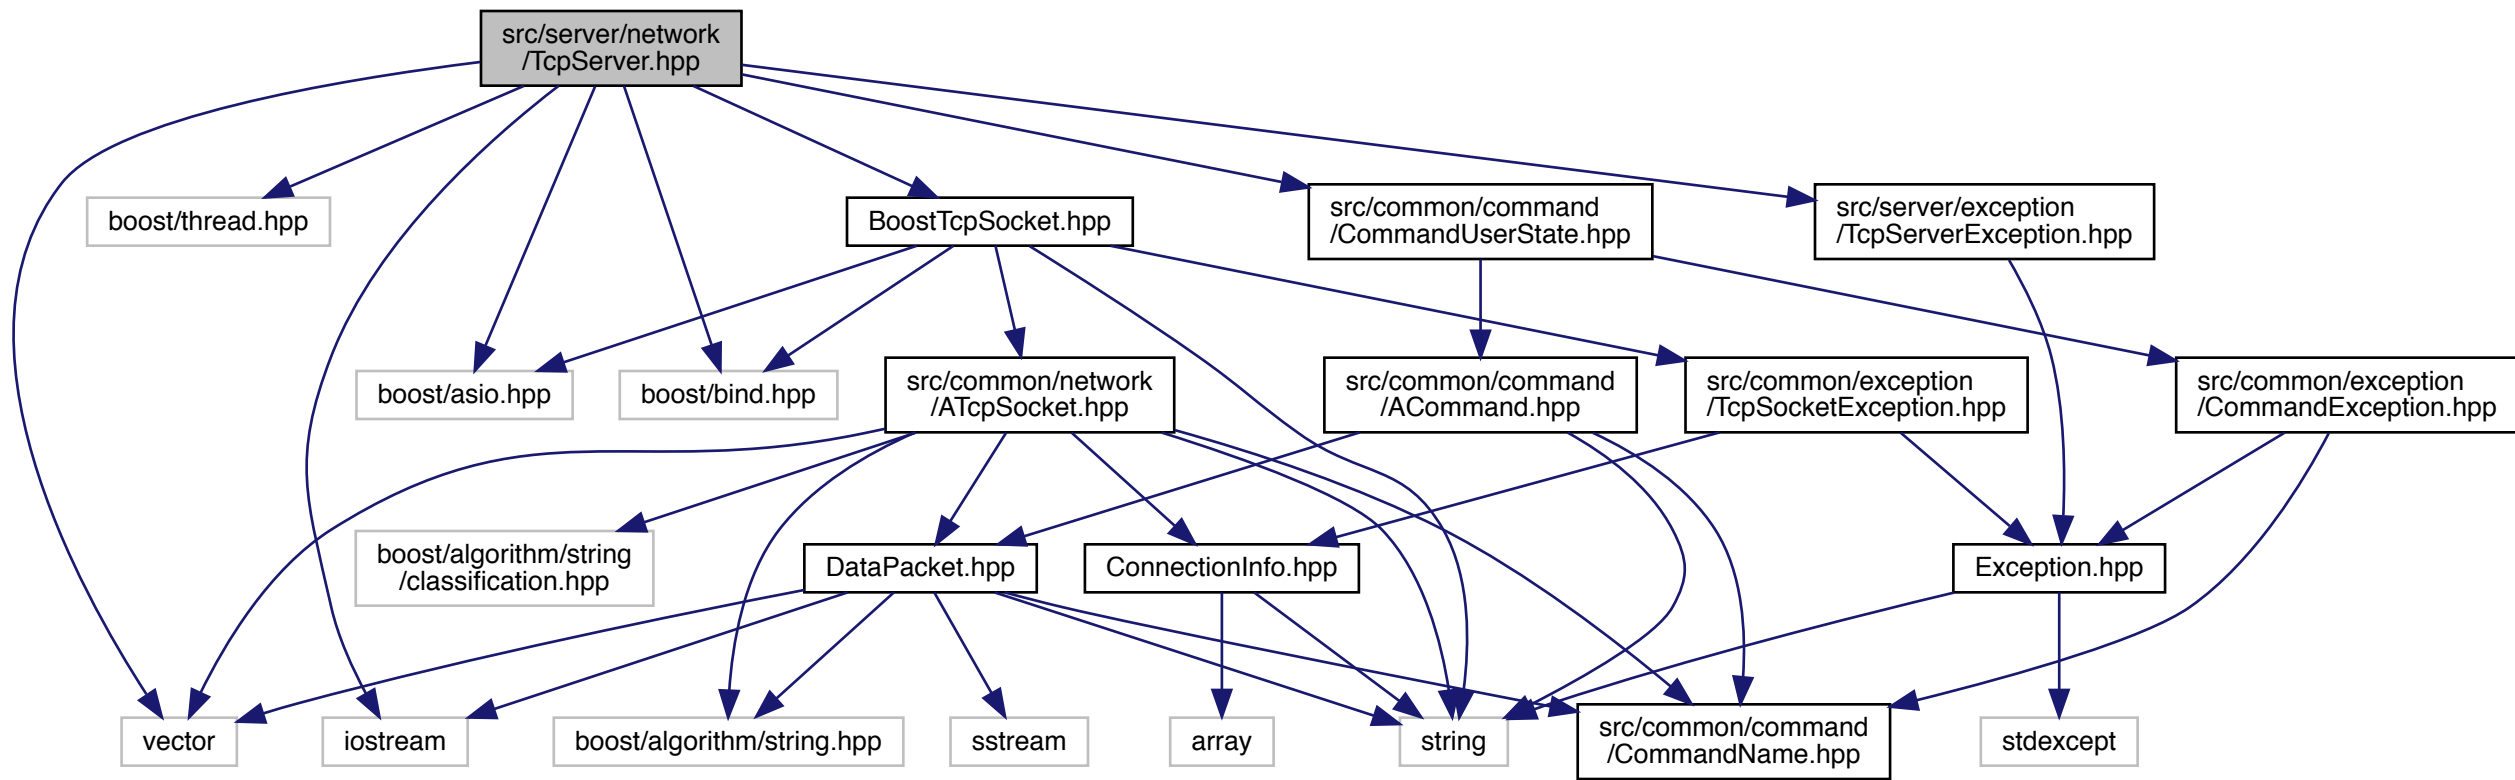 src/server/network
/TcpServer.hpp
boost/thread.hpp
BoostTcpSocket.hpp
src/common/command
/CommandUserState.hpp
src/server/exception
/TcpServerException.hpp
boost/asio.hpp
boost/bind.hpp
src/common/network
/ATcpSocket.hpp
src/common/command
/ACommand.hpp
src/common/exception
/TcpSocketException.hpp
src/common/exception
/CommandException.hpp
boost/algorithm/string
/classification.hpp
DataPacket.hpp
ConnectionInfo.hpp
Exception.hpp
vector
iostream
boost/algorithm/string.hpp
sstream
array
string
src/common/command
/CommandName.hpp
stdexcept